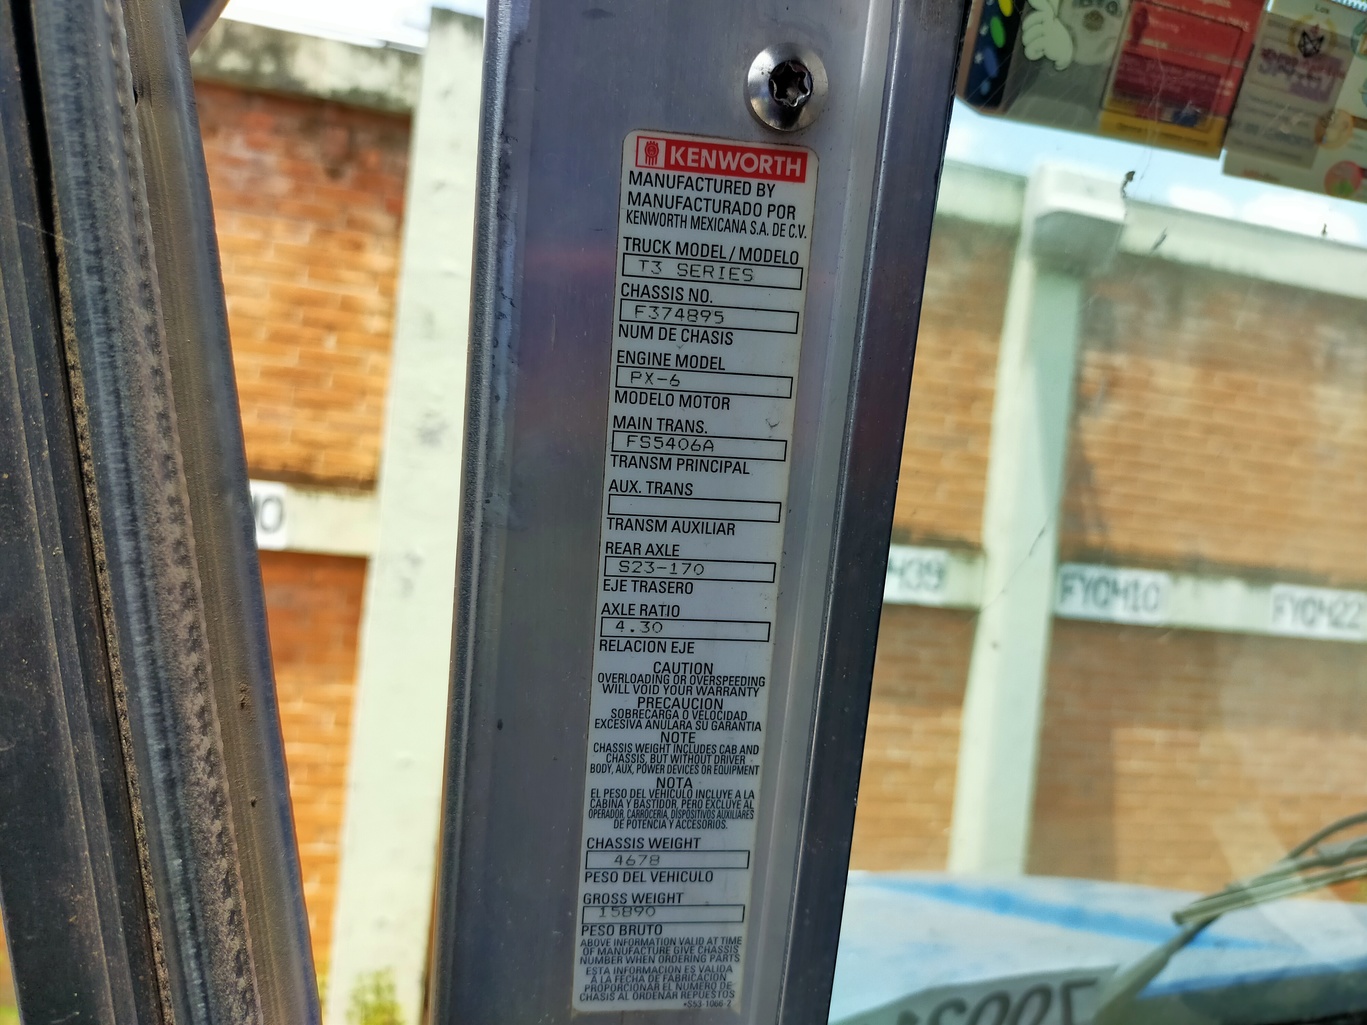 KENWORTH
MANUFACTURED BY
MANUFACTURADO POR
KENWORTH MEXICANA S.A. DE C.V.
TRUCK MODEL / MODELO
T3 SERIES
CHASSIS NO.
F374895
NUM DE CHASIS
ENGINE MODEL
PX-6
MODELO MOTOR
MAIN TRANS.
FS5406A
TRANSM PRINCIPAL
AUX. TRANS
TRANSM AUXILIAR
REAR AXLE
S23-170
EJE TRASERO
AXLE RATIO
4.30
RELACION EJE
CAUTION
OVERLOADING OR OVERSPEEDING
WILL VOID YOUR WARRANTY
PRECAUCION
SOBRECARGA O VELOCIDAD
EXCESIVA ANULARA SU GARANTIA
NOTE
CHASSIS WEIGHT INCLUDES CAB AND
CHASSIS, BUT WITHOUT DRIVER
BODY, AUX, POWER DEVICES OR EQUIPMENT
NOTA
EL PESO DEL VEHICULO INCLUYE A LA
CABINA Y BASTIDOR, PERO EXCLUYE AL
OPERADOR, CARROCERIA, DISPOSITIVOS AUXILIARES
DE POTENCIA Y ACCESORIOS.
CHASSIS WEIGHT
4678
PESO DEL VEHICULO
GROSS WEIGHT
15890
PESO BRUTO
ABOVE INFORMATION VALID AT TIME
OF MANUFACTURE GIVE CHASSIS
NUMBER WHEN ORDERING PARTS
ESTA INFORMACION ES VALIDA
A LA FECHA DE FABRICACION
PROPORCIONAR EL NUMERO DE
CHASIS AL ORDENAR REPUESTOS
FYQ410
FYQ422